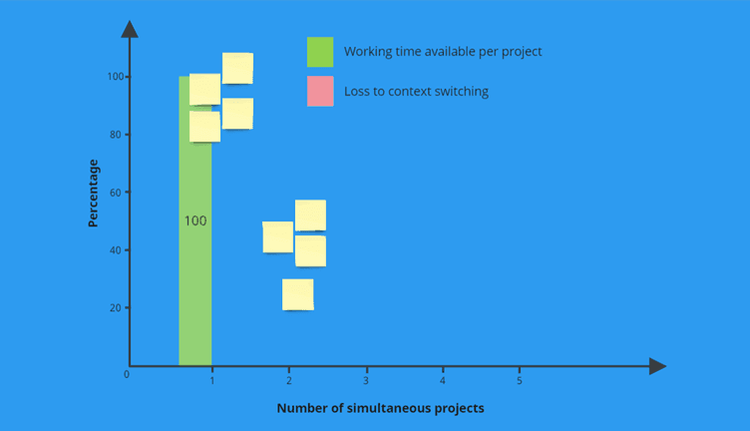 Working time available per project
Loss to context switching
Percentage
100
80
60
40
20
0
100
1 2 3 4 5
Number of simultaneous projects